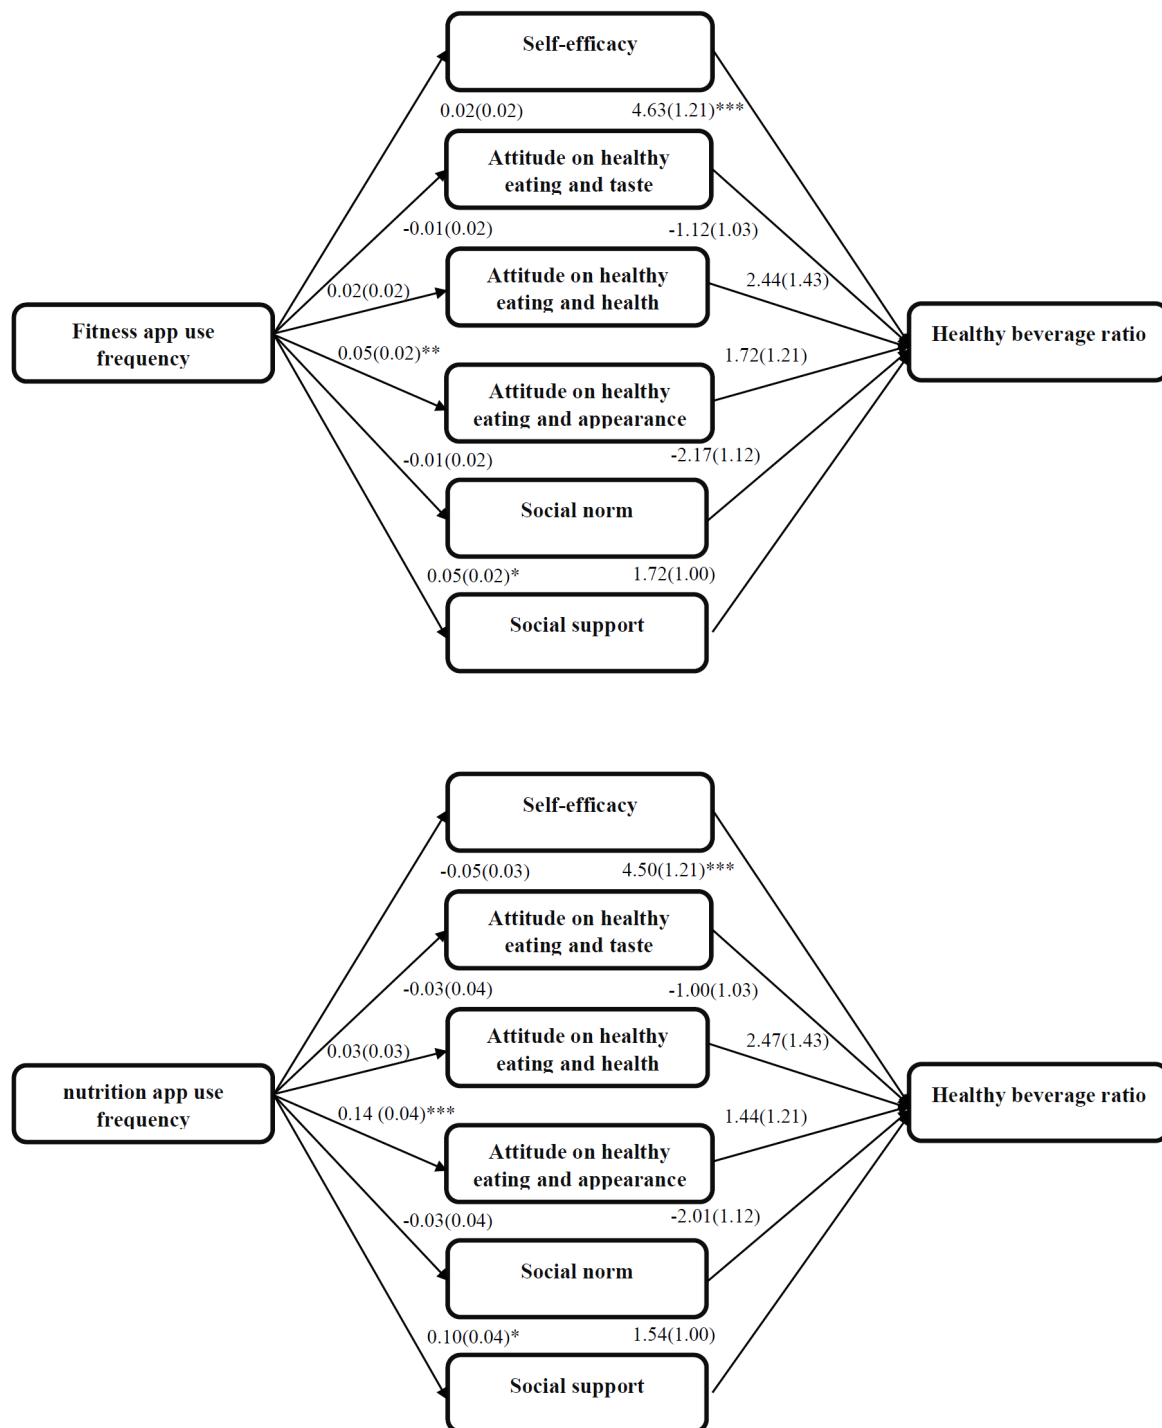 Self-efficacy
0.02(0.02)
4.63(1.21)***
Attitude on healthy
eating and taste
-0.01(0.02)
-1.12(1.03)
Attitude on healthy
eating and health
0.02(0.02)
2.44(1.43)
Fitness app use
frequency
Healthy beverage ratio
0.05(0.02)**
1.72(1.21)
Attitude on healthy
eating and appearance
-0.01(0.02)
-2.17(1.12)
Social norm
0.05(0.02)*
1.72(1.00)
Social support
Self-efficacy
-0.05(0.03)
4.50(1.21)***
Attitude on healthy
eating and taste
-0.03(0.04)
-1.00(1.03)
Attitude on healthy
eating and health
0.03(0.03)
2.47(1.43)
nutrition app use
frequency
Healthy beverage ratio
0.14 (0.04)***
1.44(1.21)
Attitude on healthy
eating and appearance
-0.03(0.04)
-2.01(1.12)
Social norm
0.10(0.04)*
1.54(1.00)
Social support